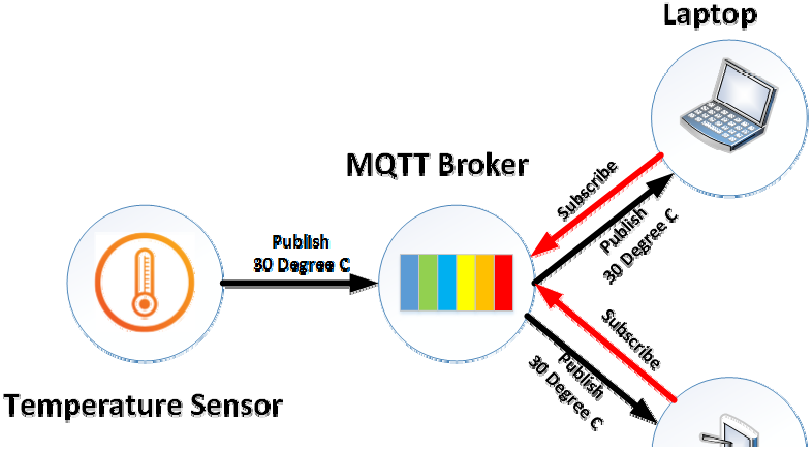 Laptop
MQTT Broker
Subscribe
Publish
30 Degree C
Publish
30 Degree C
Subscribe
Publish
30 Degree C
Temperature Sensor